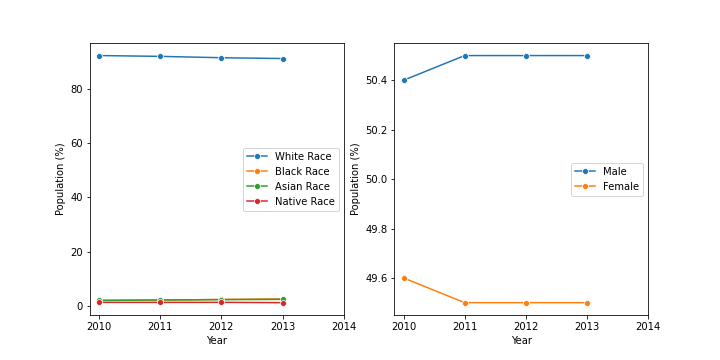 80
60
40
20
0
2010 2011 2012 2013 2014
Year
Population (%)
White Race
Black Race
Asian Race
Native Race
50.4
50.2
50.0
49.8
49.6
2010 2011 2012 2013 2014
Year
Population (%)
Male
Female